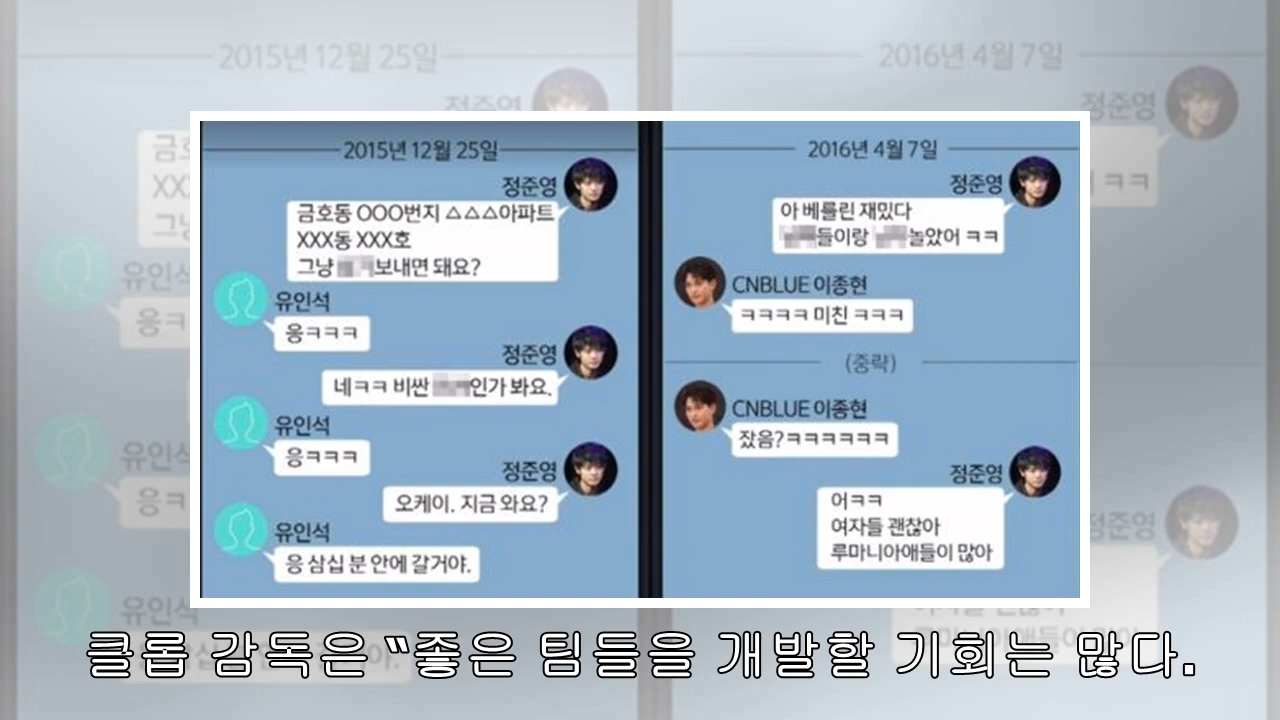 2015년 12월 25일
정준영
금호동 OOO번지 △△△아파트
XXX동 XXX호
그냥 보내면 돼요?
유인석
응ㅋㅋㅋ
정준영
네ㅋㅋ 비싼 인가 봐요.
유인석
응ㅋㅋㅋ
정준영
오케이. 지금 와요?
유인석
응 삼십 분 안에 갈거야.
2016년 4월 7일
정준영
아 베를린 재밌다
들이랑 놀았어 ㅋㅋ
CNBLUE 이종현
ㅋㅋㅋㅋ 미친 ㅋㅋㅋ
(중략)
CNBLUE 이종현
잤음?ㅋㅋㅋㅋㅋㅋ
정준영
어ㅋㅋ
여자들 괜찮아
루마니아애들이 많아
클롭 감독은 “좋은 팀들을 개발할 기회는 많다.